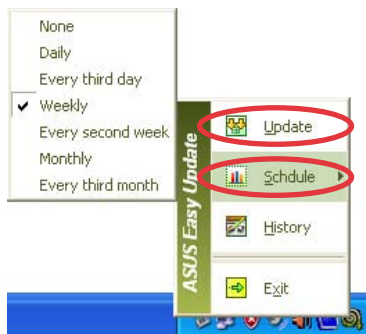 None
Daily
Every third day
Weekly
Every second week
Monthly
Every third month
ASUS Easy Update
Update
Schdule
History
Exit